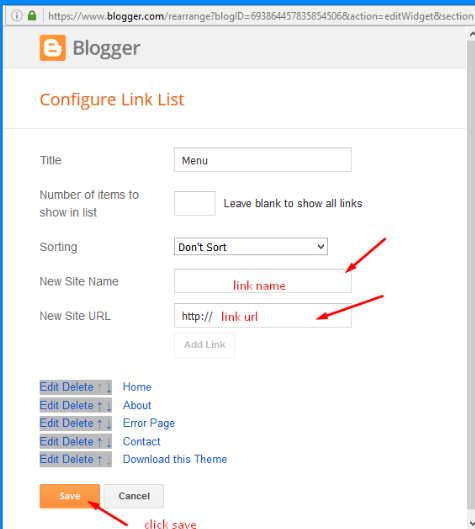 https://www.blogger.com/rearrange?blogID=693864457835854506&action=editWidget&section
Blogger
Configure Link List
Title Menu
Number of items to show in list Leave blank to show all links
Sorting Don't Sort
New Site Name link name
New Site URL http:// link url
Add Link
Edit Delete ↑ ↓ Home
Edit Delete ↑ ↓ About
Edit Delete ↑ ↓ Error Page
Edit Delete ↑ ↓ Contact
Edit Delete ↑ ↓ Download this Theme
Save Cancel
click save